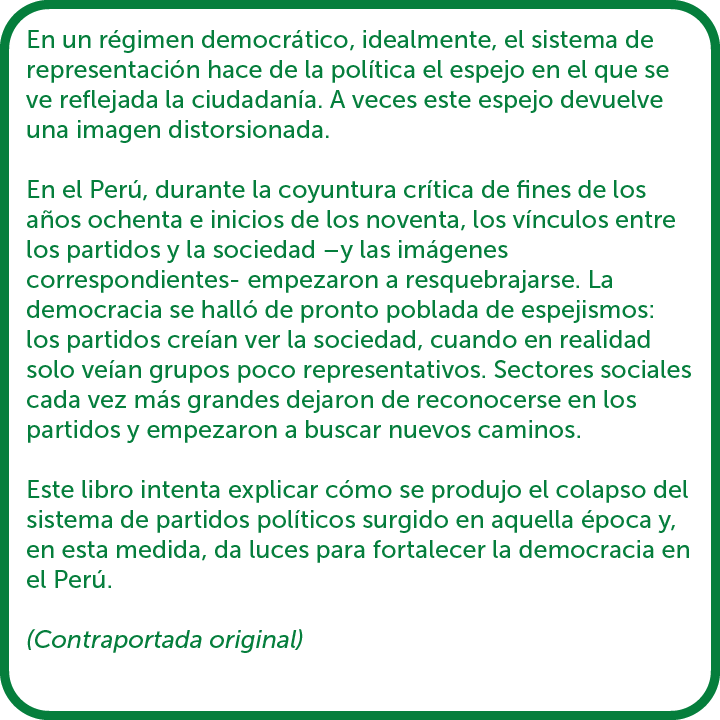 En un régimen democrático, idealmente, el sistema de
representación hace de la política el espejo en el que se
ve reflejada la ciudadanía. A veces este espejo devuelve
una imagen distorsionada.
En el Perú, durante la coyuntura crítica de fines de los
años ochenta e inicios de los noventa, los vínculos entre
los partidos y la sociedad –y las imágenes
correspondientes- empezaron a resquebrajarse. La
democracia se halló de pronto poblada de espejismos:
los partidos creían ver la sociedad, cuando en realidad
solo veían grupos poco representativos. Sectores sociales
cada vez más grandes dejaron de reconocerse en los
partidos y empezaron a buscar nuevos caminos.
Este libro intenta explicar cómo se produjo el colapso del
sistema de partidos políticos surgido en aquella época y,
en esta medida, da luces para fortalecer la democracia en
el Perú.
(Contraportada original)